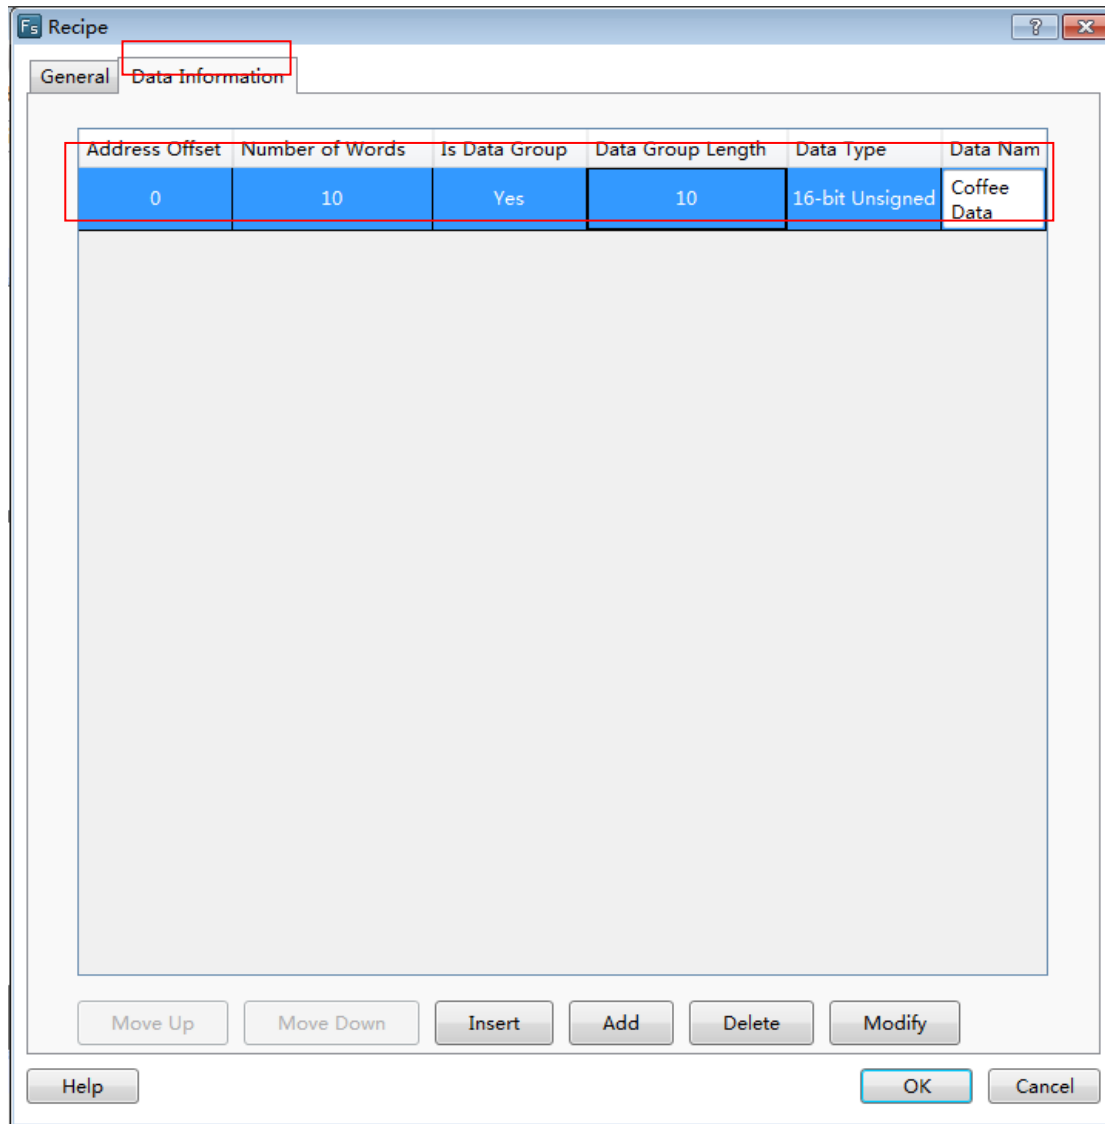 Fs Recipe ?
General Data Information
Address Offset Number of Words Is Data Group Data Group Length Data Type Data Nam
0 10 Yes 10 16-bit Unsigned Coffee
Data
Move Up Move Down Insert Add Delete Modify
Help OK Cancel